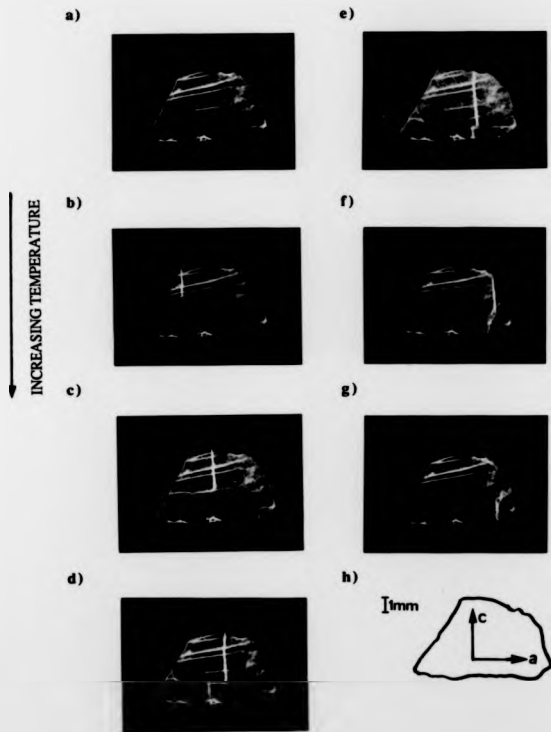 a)
e)
b)
f)
INCREASING TEMPERATURE
c)
g)
d)
h)
1mm
c
a